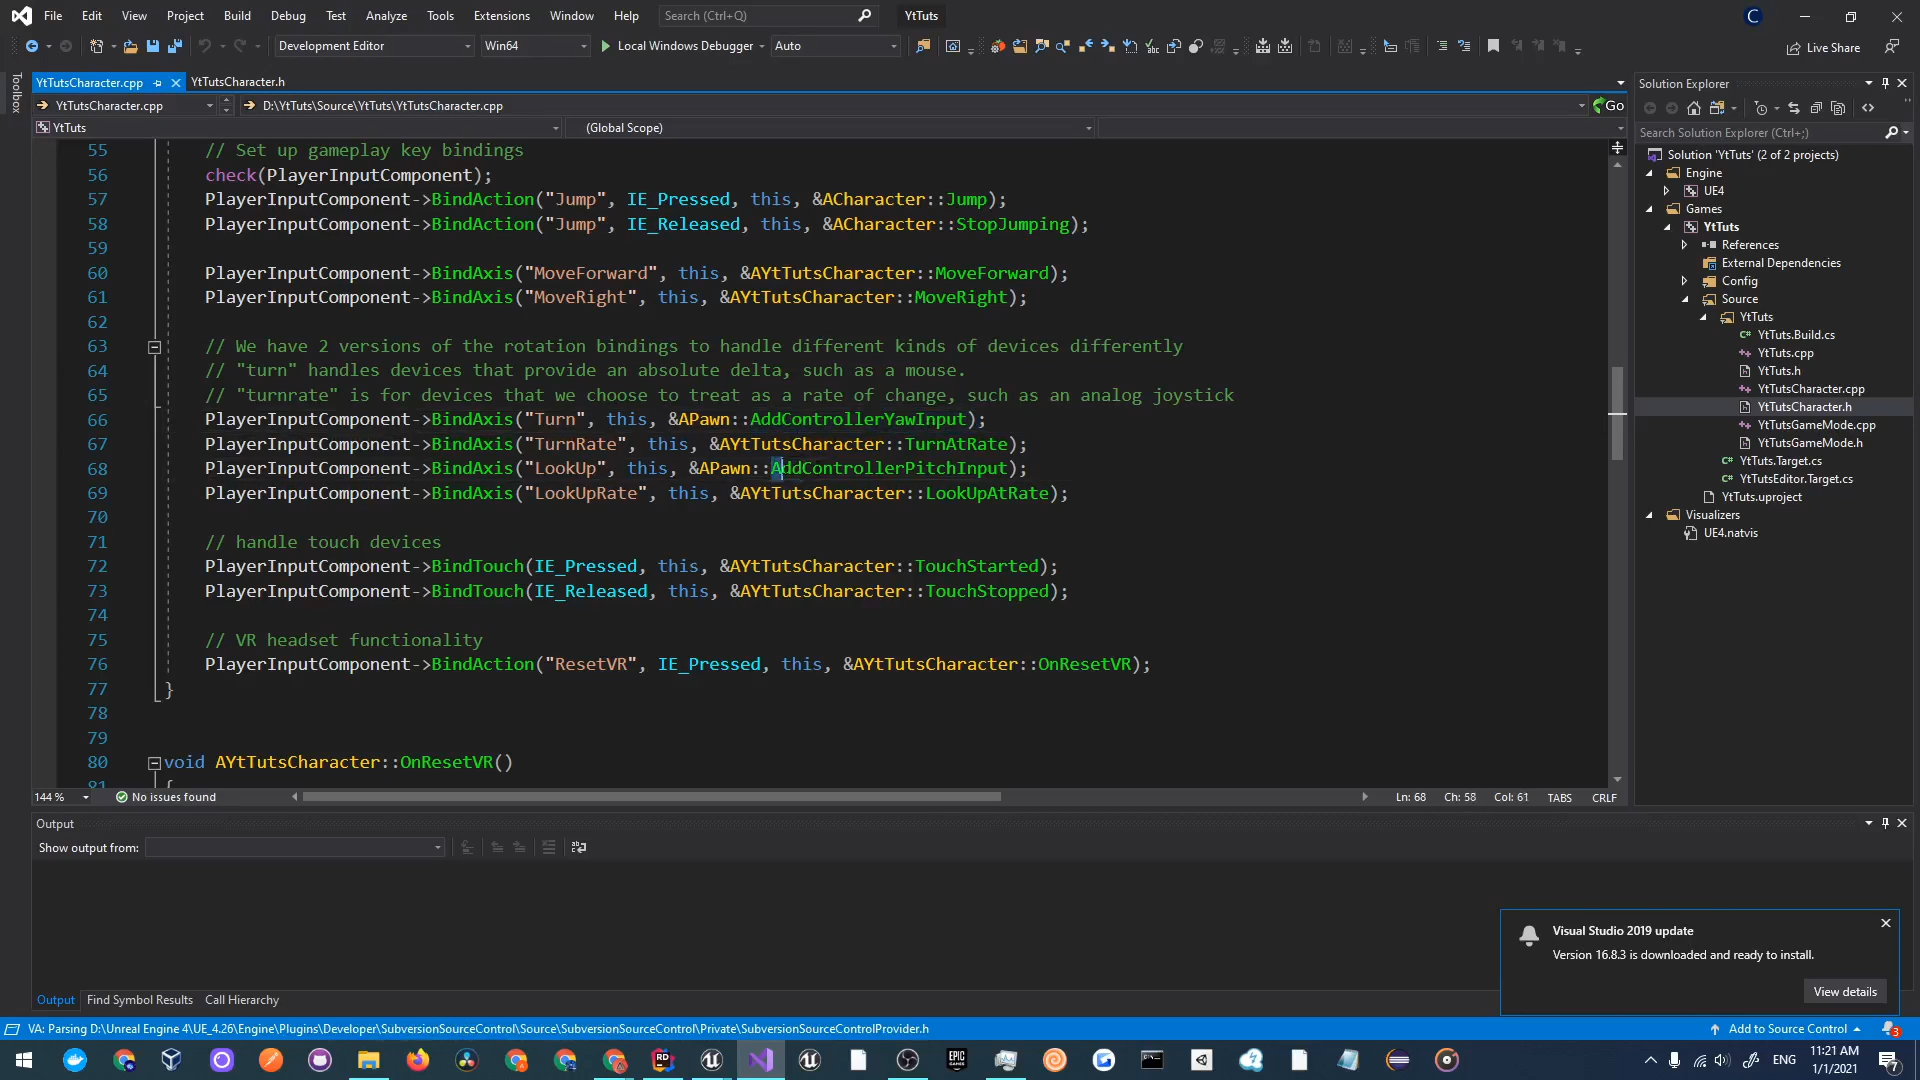 File Edit View Project Build Debug Test Analyze Tools Extensions Window Help Search (Ctrl+Q) YtTuts C
Development Editor Win64 Local Windows Debugger Auto Live Share
Toolbox
YtTutsCharacter.cpp YtTutsCharacter.h
YtTutsCharacter.cpp D:\YtTuts\Source\YtTuts\YtTutsCharacter.cpp Go
YtTuts (Global Scope)
55 // Set up gameplay key bindings
56 check(PlayerInputComponent);
57 PlayerInputComponent->BindAction("Jump", IE_Pressed, this, &ACharacter::Jump);
58 PlayerInputComponent->BindAction("Jump", IE_Released, this, &ACharacter::StopJumping);
59
60 PlayerInputComponent->BindAxis("MoveForward", this, &AYtTutsCharacter::MoveForward);
61 PlayerInputComponent->BindAxis("MoveRight", this, &AYtTutsCharacter::MoveRight);
62
63 // We have 2 versions of the rotation bindings to handle different kinds of devices differently
64 // "turn" handles devices that provide an absolute delta, such as a mouse.
65 // "turnrate" is for devices that we choose to treat as a rate of change, such as an analog joystick
66 PlayerInputComponent->BindAxis("Turn", this, &APawn::AddControllerYawInput);
67 PlayerInputComponent->BindAxis("TurnRate", this, &AYtTutsCharacter::TurnAtRate);
68 PlayerInputComponent->BindAxis("LookUp", this, &APawn::AddControllerPitchInput);
69 PlayerInputComponent->BindAxis("LookUpRate", this, &AYtTutsCharacter::LookUpAtRate);
70
71 // handle touch devices
72 PlayerInputComponent->BindTouch(IE_Pressed, this, &AYtTutsCharacter::TouchStarted);
73 PlayerInputComponent->BindTouch(IE_Released, this, &AYtTutsCharacter::TouchStopped);
74
75 // VR headset functionality
76 PlayerInputComponent->BindAction("ResetVR", IE_Pressed, this, &AYtTutsCharacter::OnResetVR);
77 }
78
79
80 void AYtTutsCharacter::OnResetVR()
81 {
144 % No issues found Ln: 68 Ch: 58 Col: 61 TABS CRLF
Solution Explorer
Search Solution Explorer (Ctrl+;)
Solution 'YtTuts' (2 of 2 projects)
Engine
UE4
Games
YtTuts
References
External Dependencies
Config
Source
YtTuts
YtTuts.Build.cs
YtTuts.cpp
YtTuts.h
YtTutsCharacter.cpp
YtTutsCharacter.h
YtTutsGameMode.cpp
YtTutsGameMode.h
YtTuts.Target.cs
YtTutsEditor.Target.cs
YtTuts.uproject
Visualizers
UE4.natvis
Output
Show output from:
Visual Studio 2019 update
Version 16.8.3 is downloaded and ready to install.
View details
Output Find Symbol Results Call Hierarchy
VA: Parsing D:\Unreal Engine 4\UE_4.26\Engine\Plugins\Developer\SubversionSourceControl\Source\SubversionSourceControl\Private\SubversionSourceControlProvider.h Add to Source Control 3
RD EPIC GAMES ENG 11:21 AM 7
1/1/2021